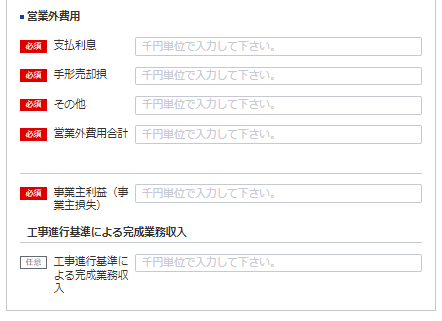 営業外費用
必須 支払利息 千円単位で入力して下さい。
必須 手形売却損 千円単位で入力して下さい。
必須 その他 千円単位で入力して下さい。
必須 営業外費用合計 千円単位で入力して下さい。
必須 事業主利益（事 千円単位で入力して下さい。
業主損失）
工事進行基準による完成業務収入
任意 工事進行基準に 千円単位で入力して下さい。
よる完成業務収
入